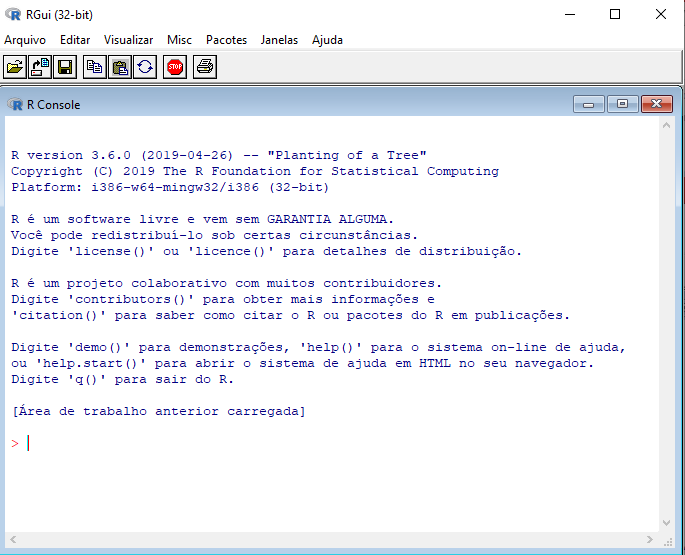 RGui (32-bit)
Arquivo Editar Visualizar Misc Pacotes Janelas Ajuda
STOP
R Console
R version 3.6.0 (2019-04-26) -- "Planting of a Tree"
Copyright (C) 2019 The R Foundation for Statistical Computing
Platform: i386-w64-mingw32/i386 (32-bit)
R é um software livre e vem sem GARANTIA ALGUMA.
Você pode redistribuí-lo sob certas circunstâncias.
Digite 'license()' ou 'licence()' para detalhes de distribuição.
R é um projeto colaborativo com muitos contribuidores.
Digite 'contributors()' para obter mais informações e
'citation()' para saber como citar o R ou pacotes do R em publicações.
Digite 'demo()' para demonstrações, 'help()' para o sistema on-line de ajuda,
ou 'help.start()' para abrir o sistema de ajuda em HTML no seu navegador.
Digite 'q()' para sair do R.
[Área de trabalho anterior carregada]
>